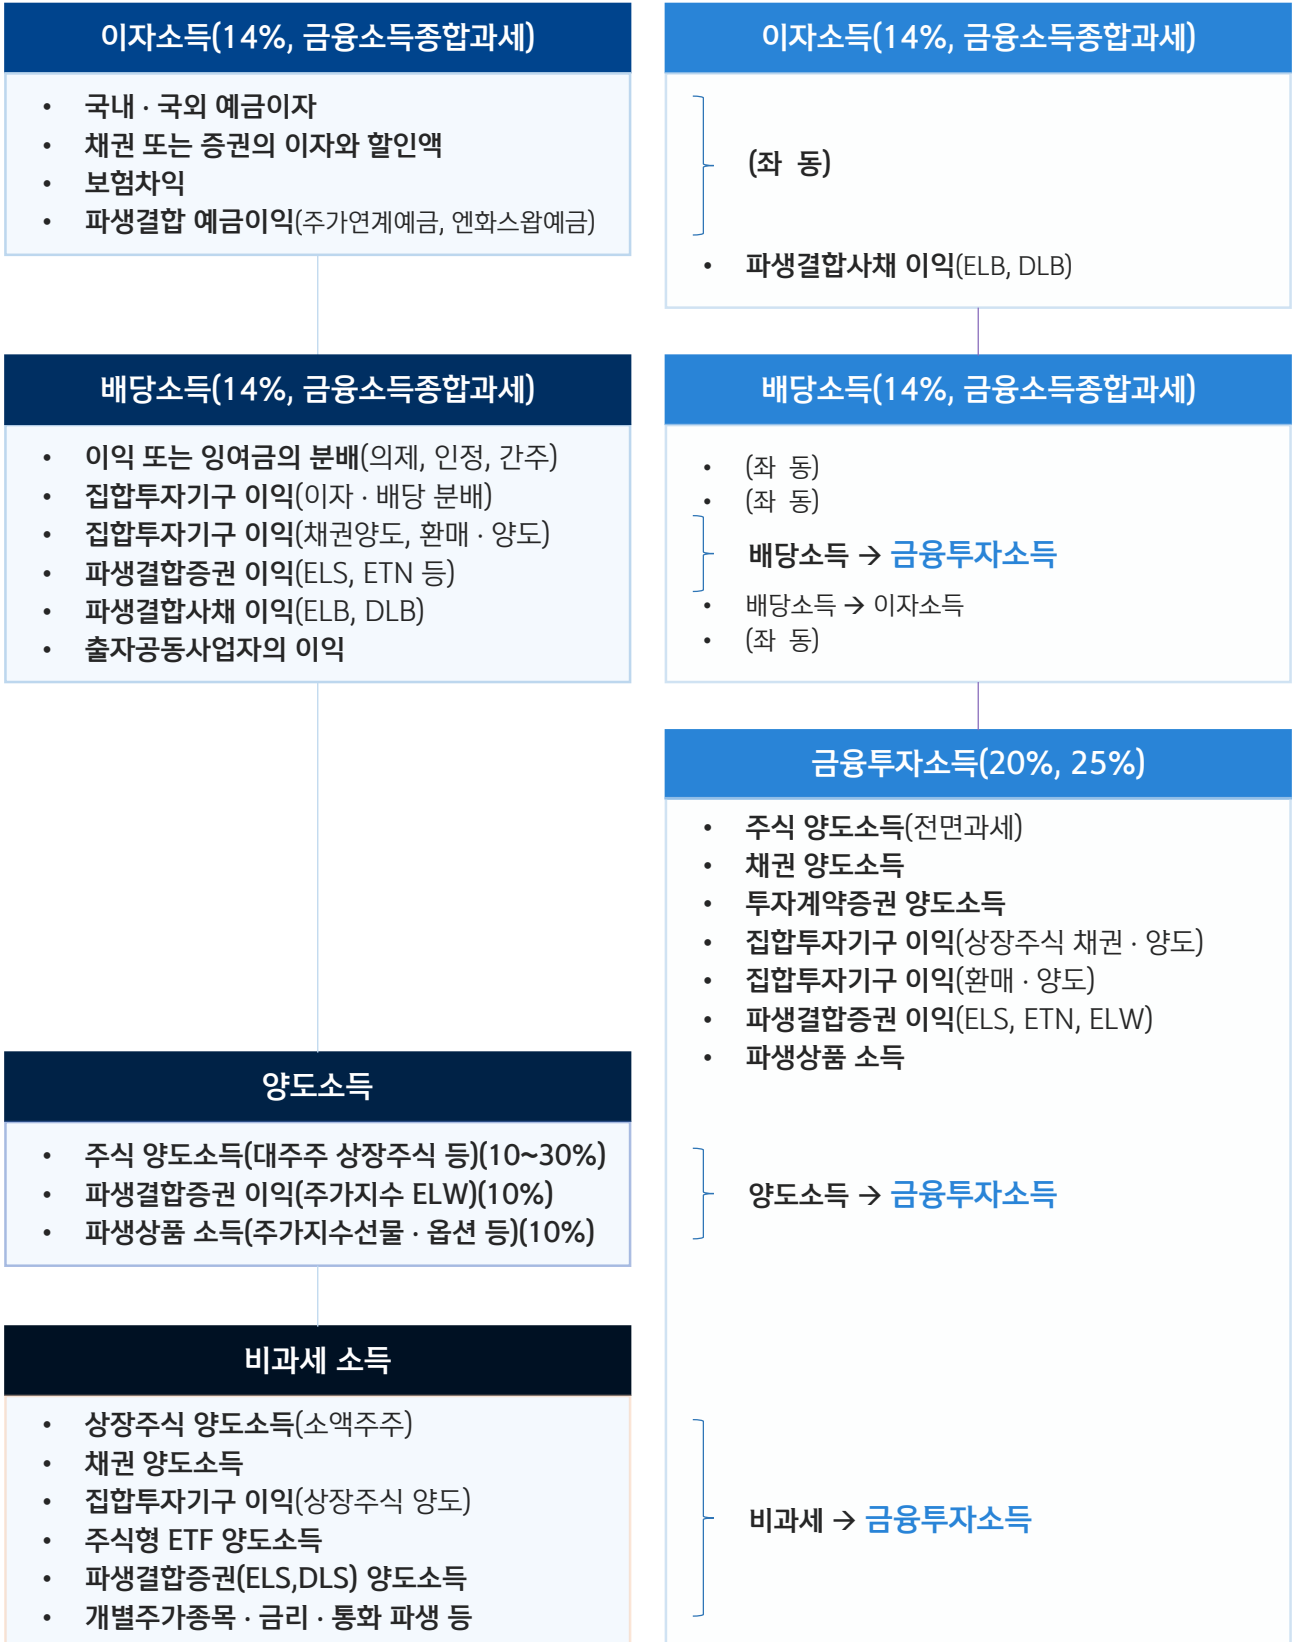 이자소득(14%, 금융소득종합과세)
• 국내 · 국외 예금이자
• 채권 또는 증권의 이자와 할인액
• 보험차익
• 파생결합 예금이익(주가연계예금, 엔화스왑예금)
배당소득(14%, 금융소득종합과세)
• 이익 또는 잉여금의 분배(의제, 인정, 간주)
• 집합투자기구 이익(이자 · 배당 분배)
• 집합투자기구 이익(채권양도, 환매 · 양도)
• 파생결합증권 이익(ELS, ETN 등)
• 파생결합사채 이익(ELB, DLB)
• 출자공동사업자의 이익
양도소득
• 주식 양도소득(대주주 상장주식 등)(10~30%)
• 파생결합증권 이익(주가지수 ELW)(10%)
• 파생상품 소득(주가지수선물 · 옵션 등)(10%)
비과세 소득
• 상장주식 양도소득(소액주주)
• 채권 양도소득
• 집합투자기구 이익(상장주식 양도)
• 주식형 ETF 양도소득
• 파생결합증권(ELS,DLS) 양도소득
• 개별주가종목 · 금리 · 통화 파생 등
이자소득(14%, 금융소득종합과세)
(좌 동)
• 파생결합사채 이익(ELB, DLB)
배당소득(14%, 금융소득종합과세)
• (좌 동)
• (좌 동)
배당소득 → 금융투자소득
• 배당소득 → 이자소득
• (좌 동)
금융투자소득(20%, 25%)
• 주식 양도소득(전면과세)
• 채권 양도소득
• 투자계약증권 양도소득
• 집합투자기구 이익(상장주식 채권 · 양도)
• 집합투자기구 이익(환매 · 양도)
• 파생결합증권 이익(ELS, ETN, ELW)
• 파생상품 소득
양도소득 → 금융투자소득
비과세 → 금융투자소득